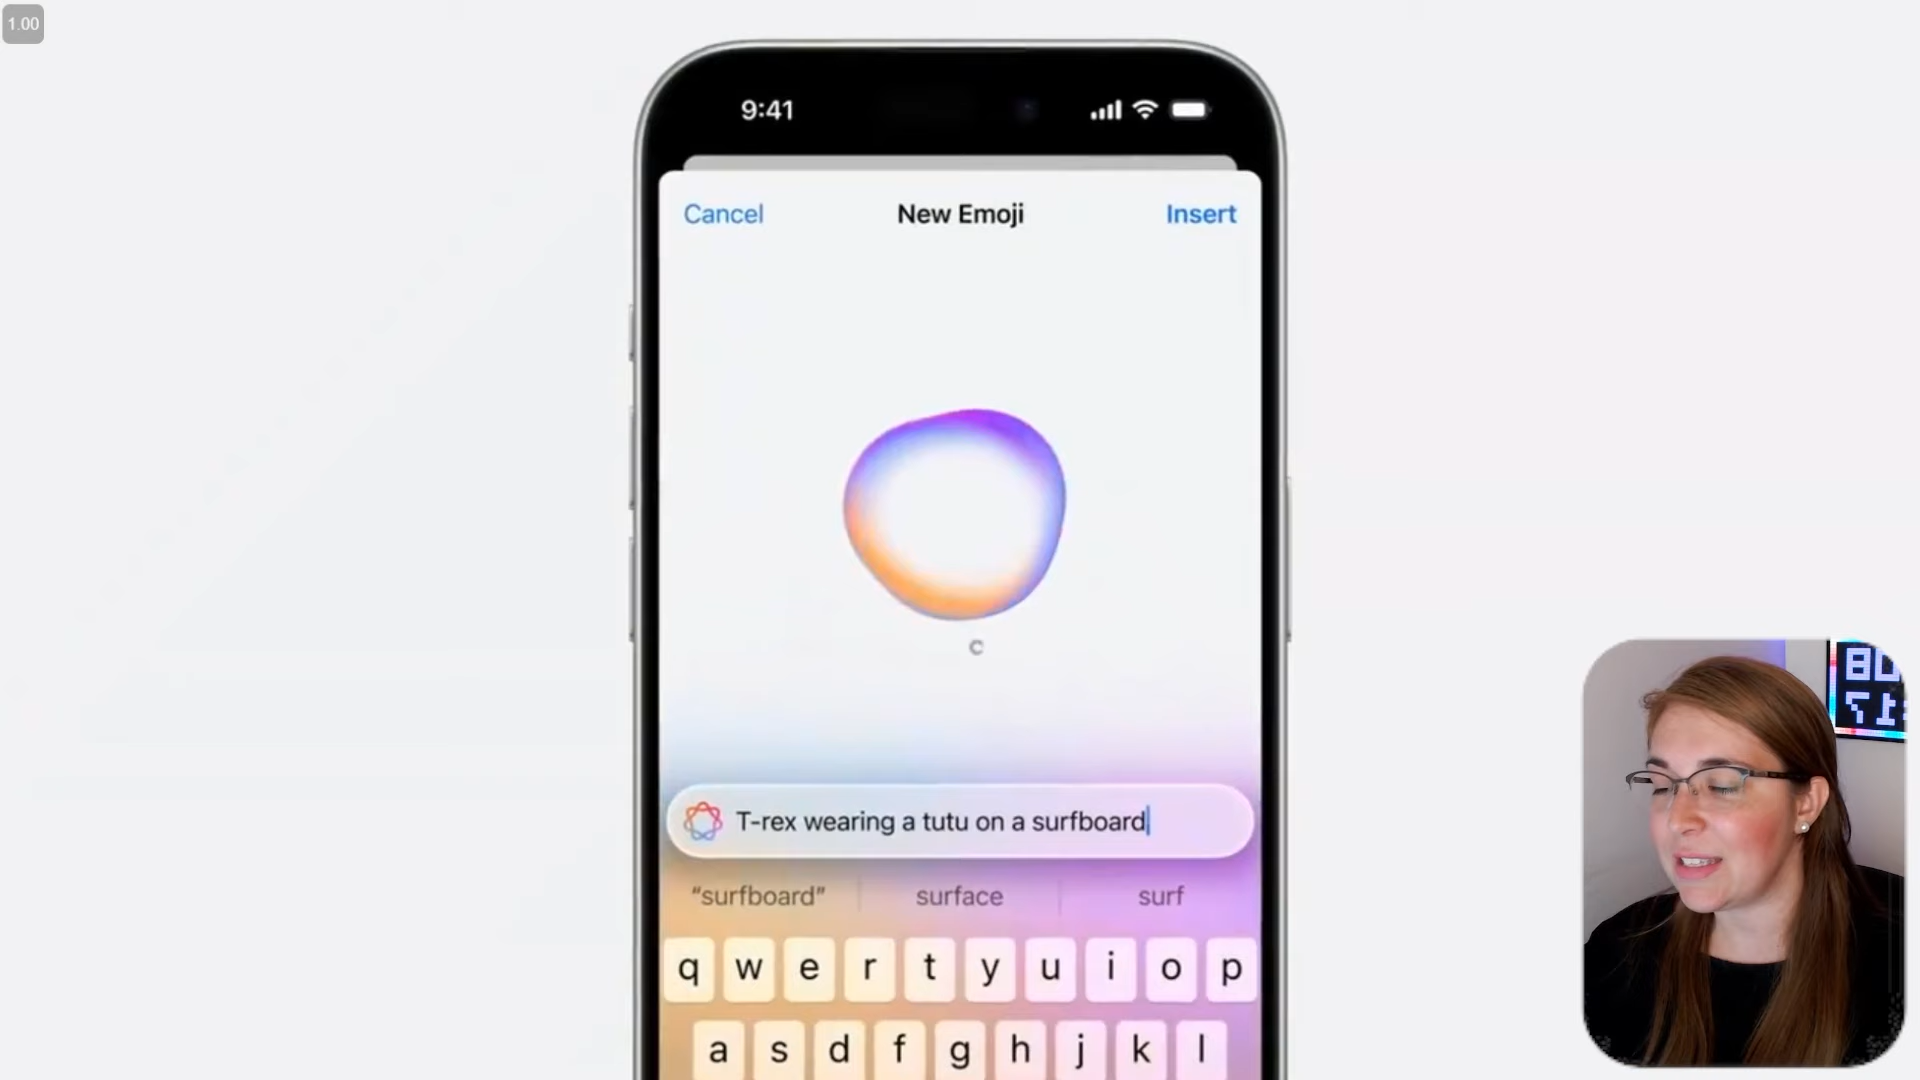 1.00
9:41
Cancel
New Emoji
Insert
T-rex wearing a tutu on a surfboard
“surfboard”
surface
surf
q w e r t y u i o p
a s d f g h j k l